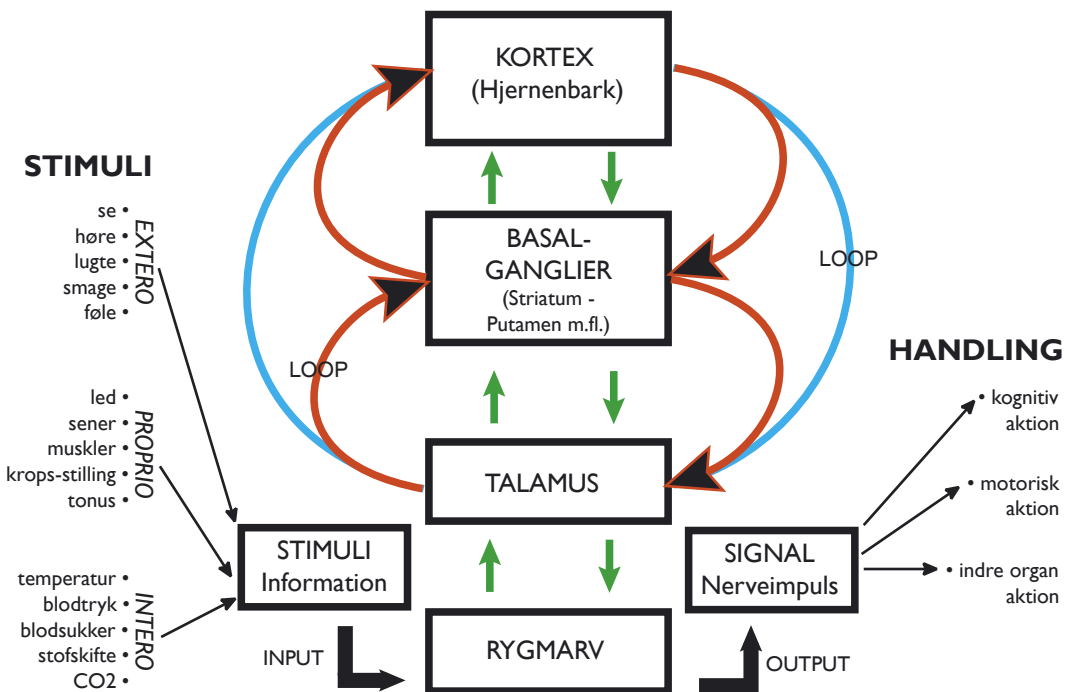 KORTEX
(Hjernenbark)
STIMULI
se •
høre •
lugte •
smage •
føle •
EXTERO
BASAL-
GANGLIER
(Striatum -
Putamen m.fl.)
LOOP
LOOP
HANDLING
led •
sener •
muskler •
krops-stilling •
tonus •
PROPRIO
• kognitiv
aktion
TALAMUS
• motorisk
aktion
STIMULI
Information
SIGNAL
Nerveimpuls
• indre organ
aktion
temperatur •
blodtryk •
blodsukker •
stofskifte •
CO2 •
INTERO
INPUT
RYGMARV
OUTPUT